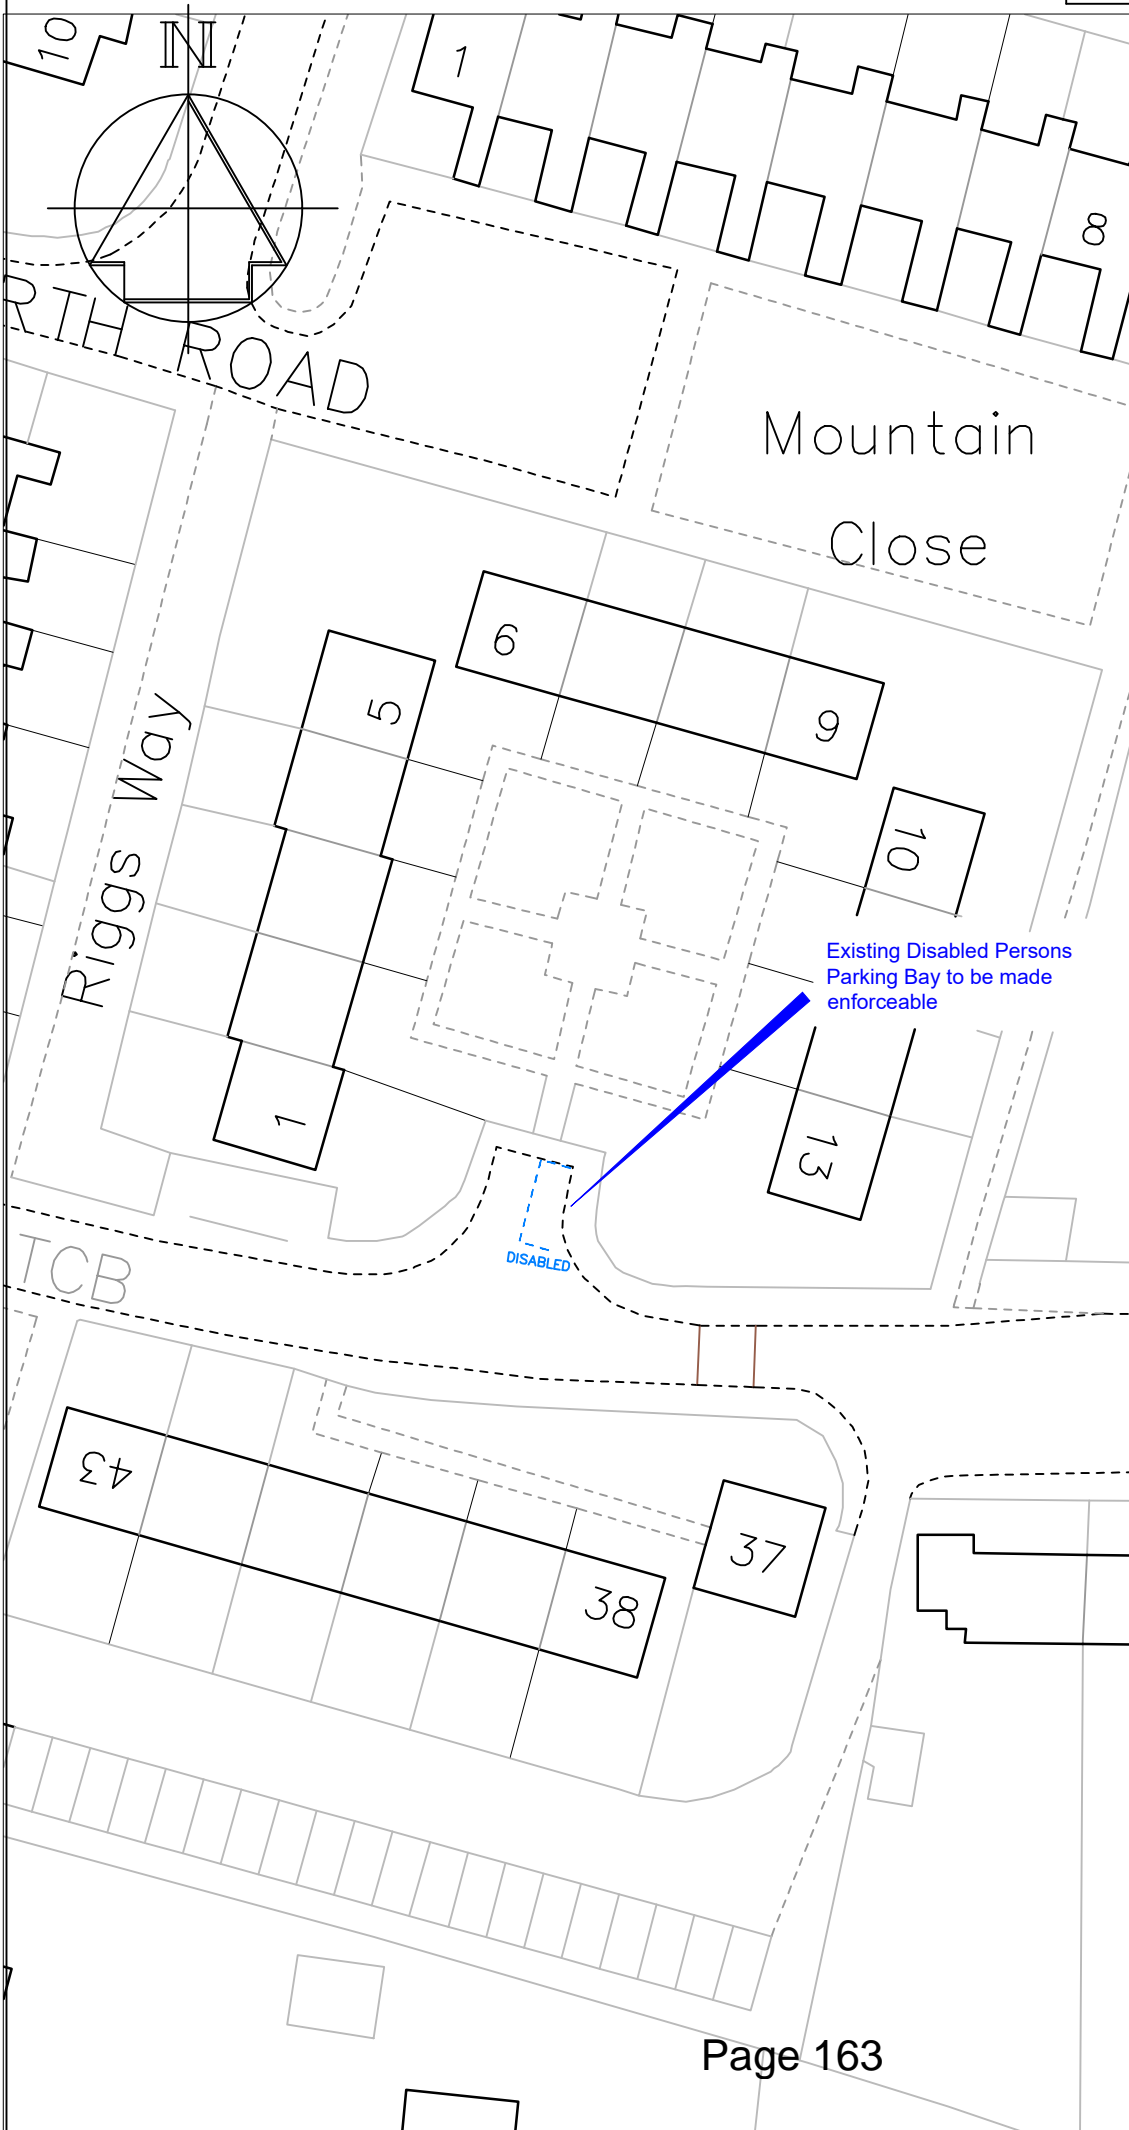 10
N
1
8
RTH ROAD
Mountain
Close
6
5
9
Riggs Way
10
Existing Disabled Persons
Parking Bay to be made
enforceable
1
13
DISABLED
TCB
43
37
38
Page 163